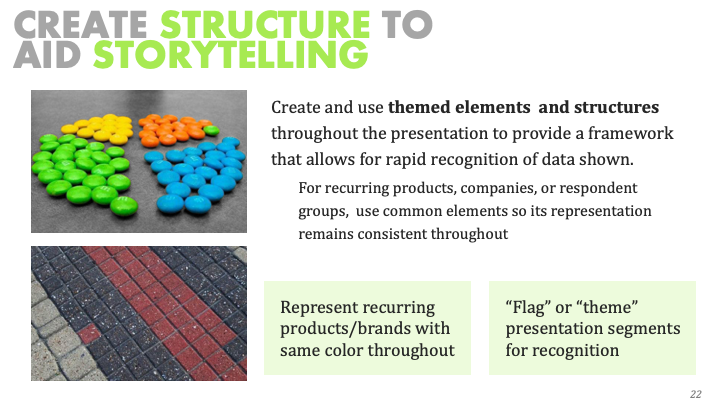 CREATE STRUCTURE TO
AID STORYTELLING
Create and use themed elements and structures
throughout the presentation to provide a framework
that allows for rapid recognition of data shown.
For recurring products, companies, or respondent
groups, use common elements so its representation
remains consistent throughout
Represent recurring
products/brands with
same color throughout
“Flag” or “theme”
presentation segments
for recognition
22